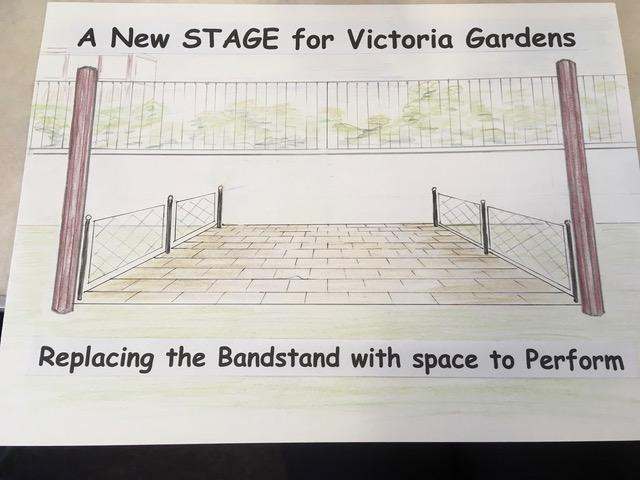 A New STAGE for Victoria Gardens
Replacing the Bandstand with space to Perform